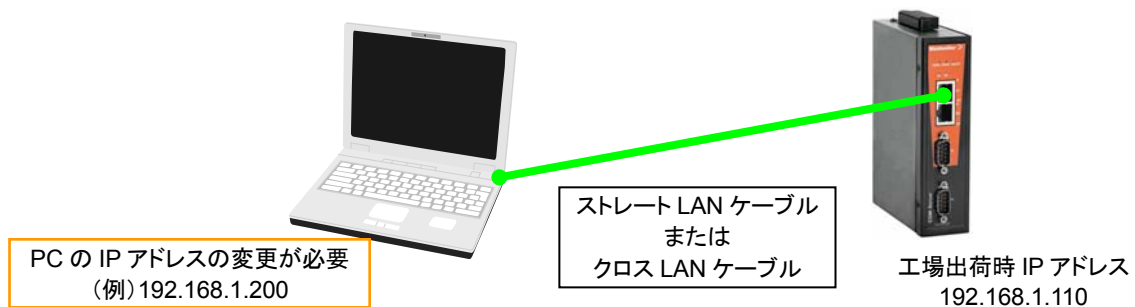 Weidmüller
ストレート LAN ケーブル
または
クロス LAN ケーブル
PC の IP アドレスの変更が必要
（例）192.168.1.200
工場出荷時 IP アドレス
192.168.1.110